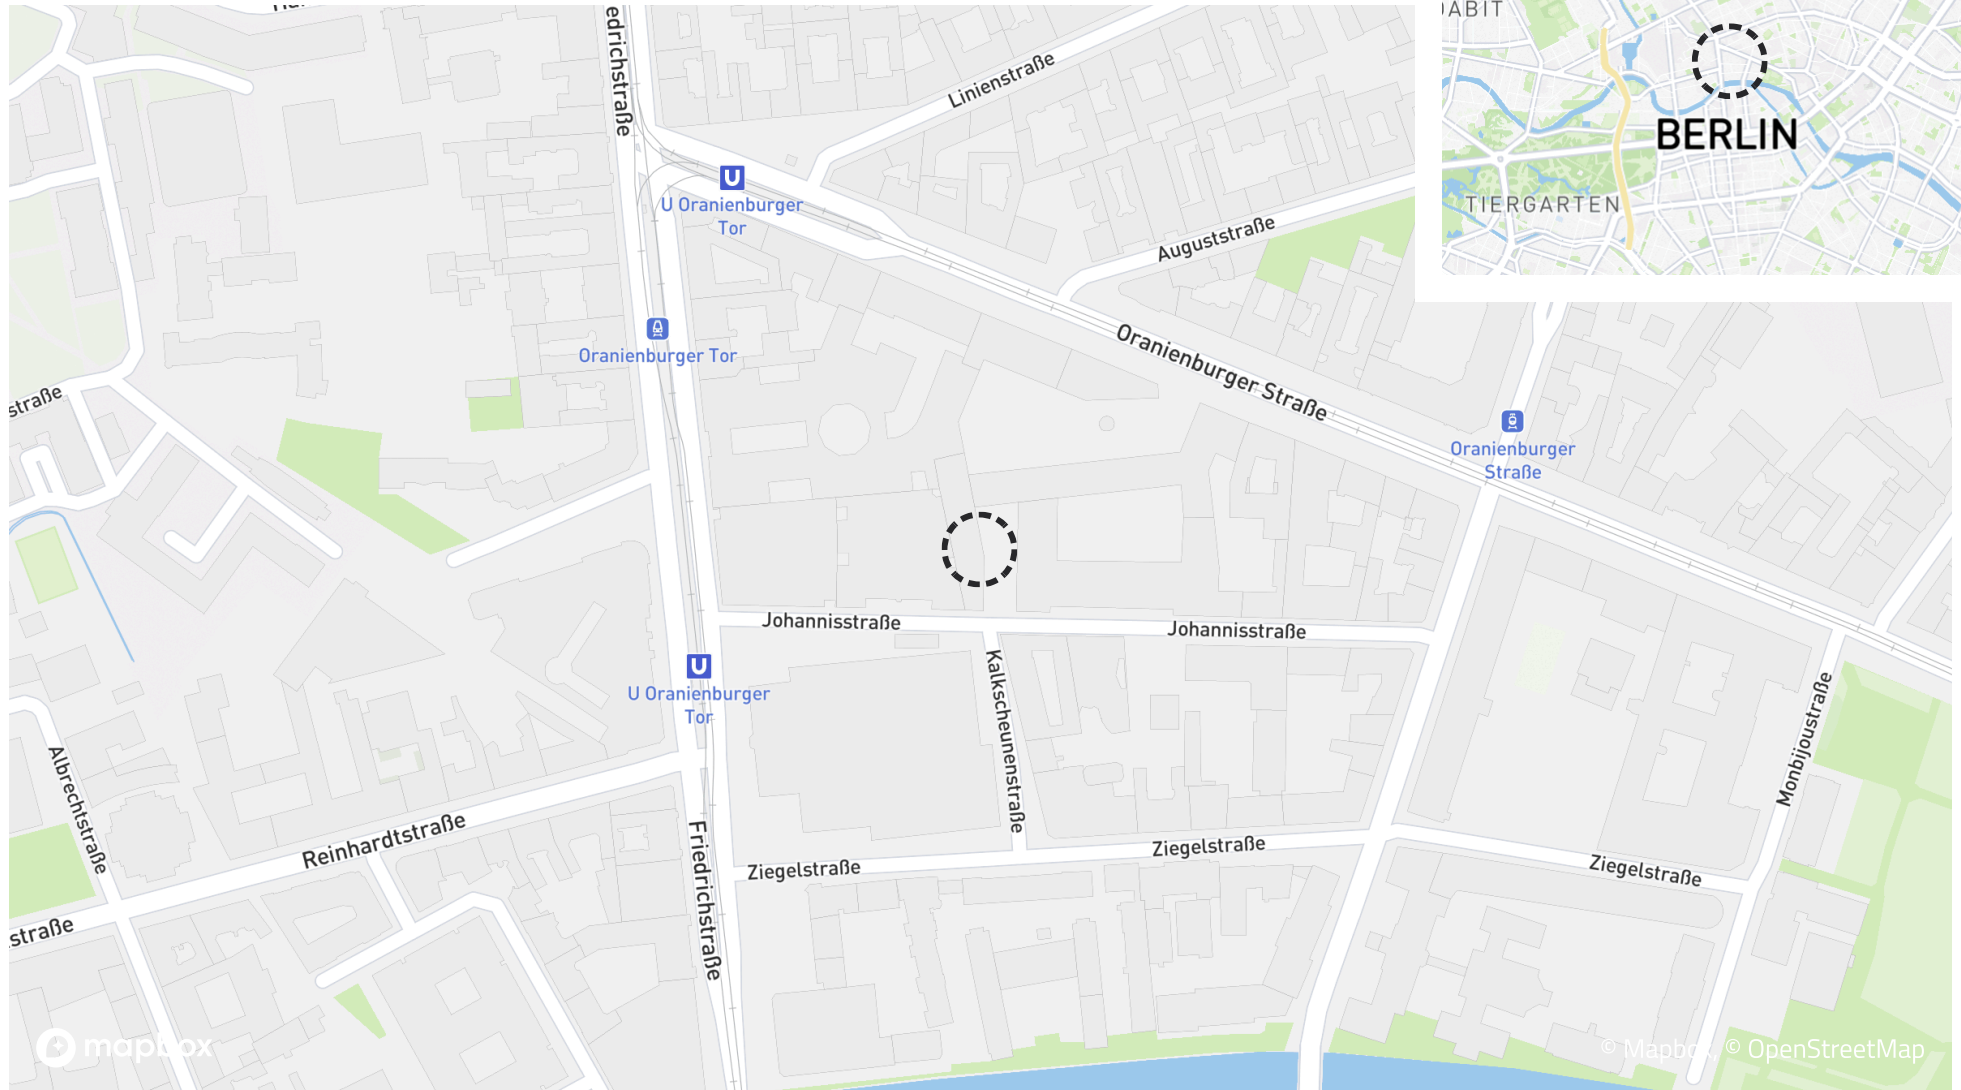 DABIT
BERLIN
TIERGARTEN
edrichstraße
Linienstraße
U Oranienburger
Tor
Auguststraße
Oranienburger Tor
Oranienburger Straße
straße
Oranienburger
Straße
Johannisstraße
Johannisstraße
U Oranienburger
Tor
Kalkscheunenstraße
Monbijoustraße
Albrechtstraße
Reinhardtstraße
Friedrichstraße
Ziegelstraße
Ziegelstraße
Ziegelstraße
straße
mapbox
© Mapbox, © OpenStreetMap